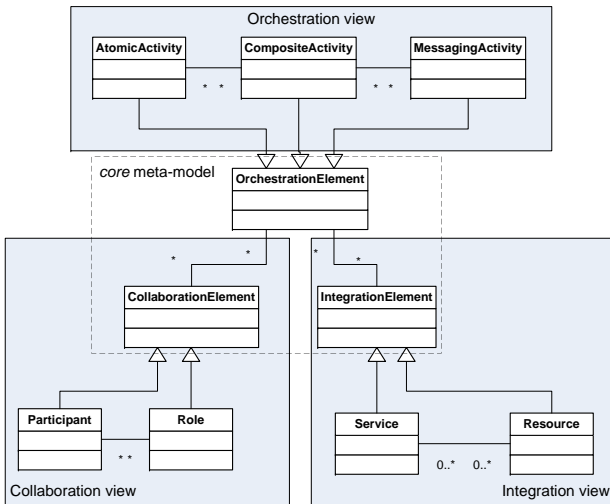 Orchestration view
AtomicActivity
CompositeActivity
MessagingActivity
* *
* *
core meta-model
OrchestrationElement
*
*
*
*
CollaborationElement
IntegrationElement
Participant
Role
Service
Resource
* *
0..* 0..*
Collaboration view
Integration view